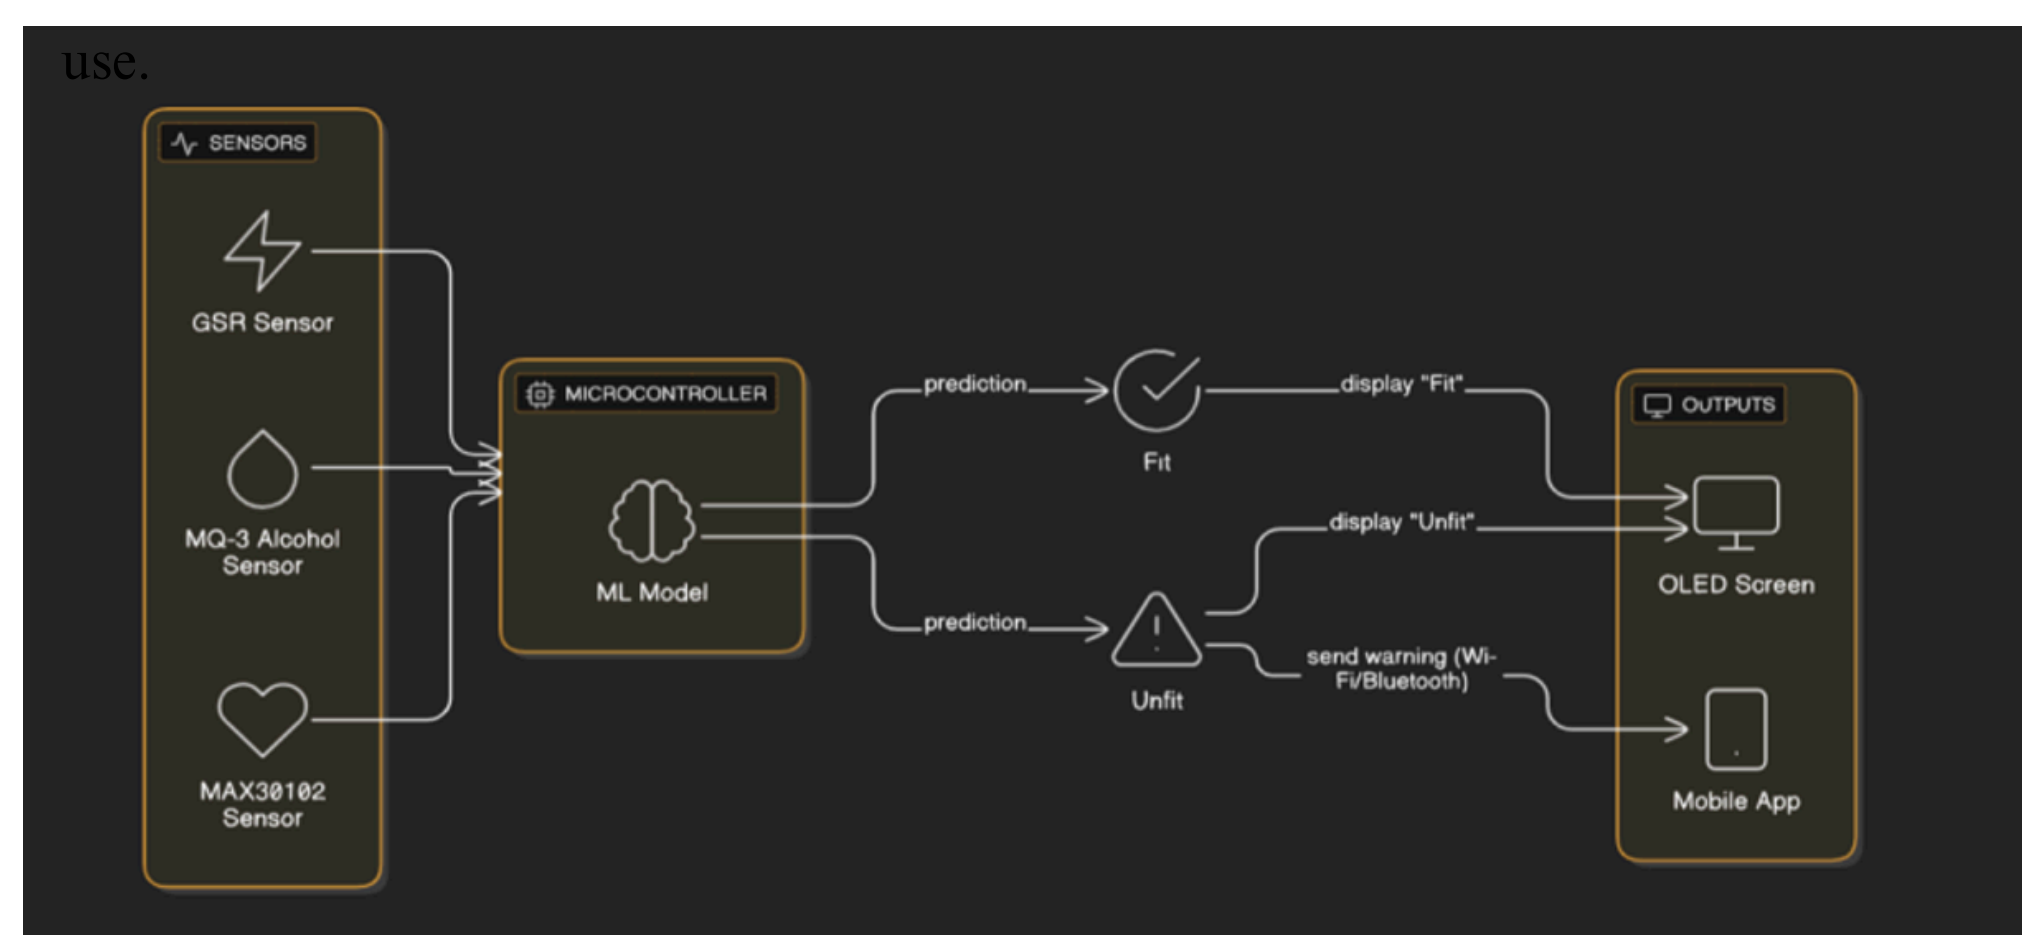 use.
SENSORS
GSR Sensor
MQ-3 Alcohol
Sensor
MAX30102
Sensor
MICROCONTROLLER
ML Model
prediction
Fit
display "Fit"
prediction
Unfit
display "Unfit"
send warning (Wi-
Fi/Bluetooth)
OUTPUTS
OLED Screen
Mobile App